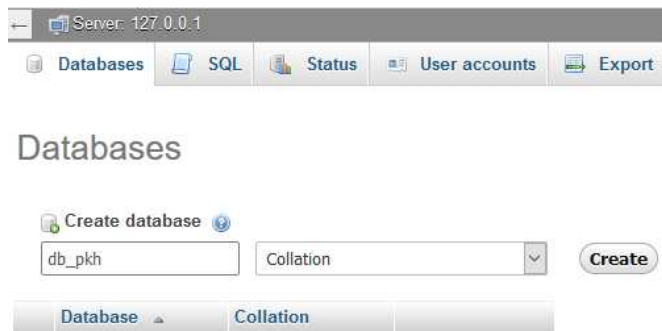 Server: 127.0.0.1
Databases SQL Status User accounts Export
Databases
Create database
db_pkh Collation Create
Database Collation